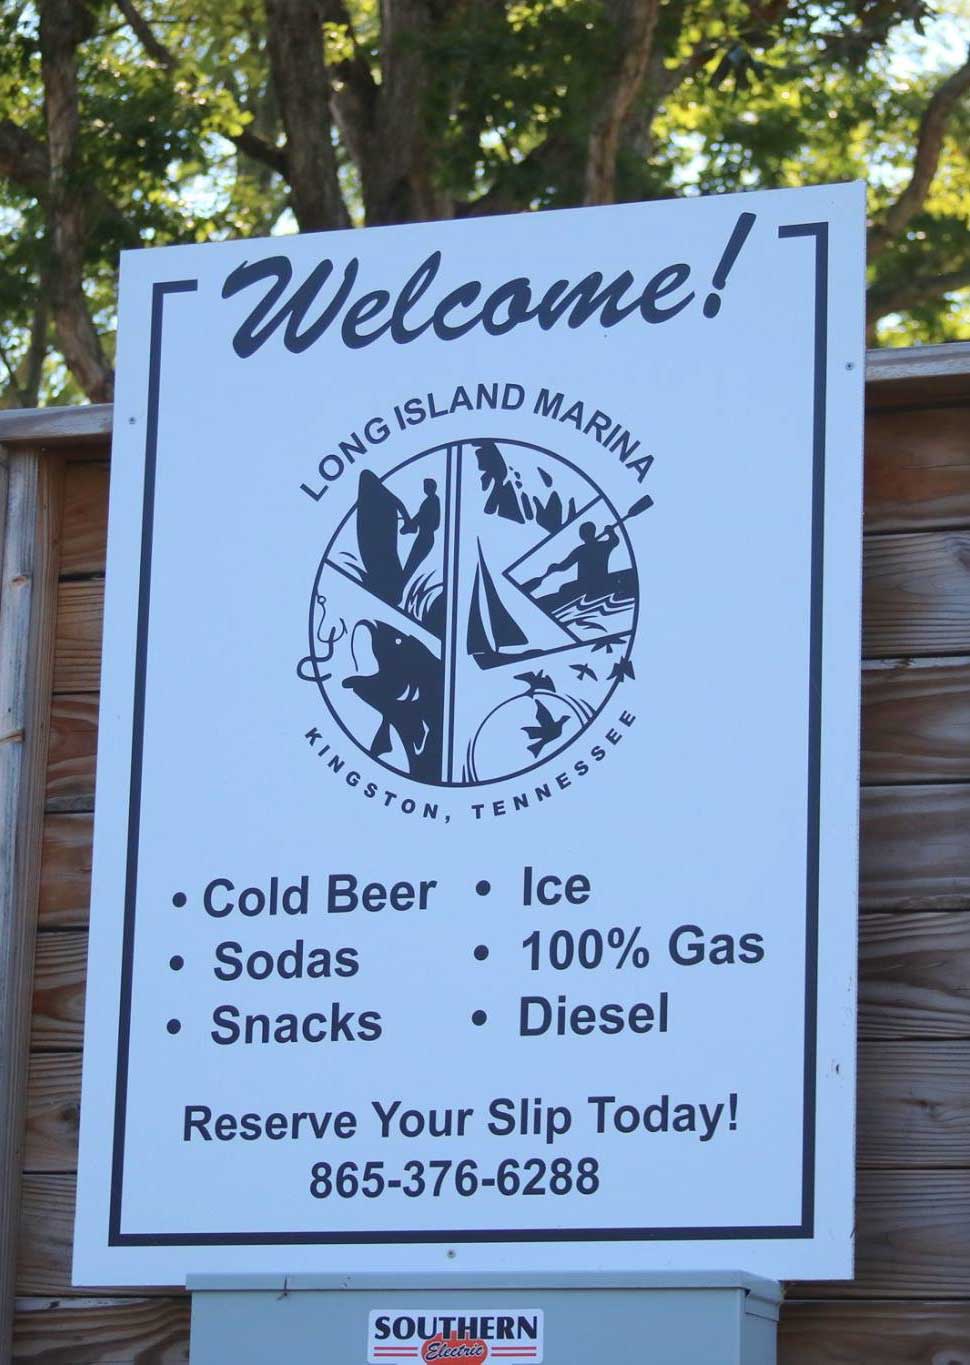 Welcome!
LONG ISLAND MARINA
KINGSTON, TENNESSEE
• Cold Beer
• Sodas
• Snacks
• Ice
• 100% Gas
• Diesel
Reserve Your Slip Today!
865-376-6288
SOUTHERN
Electric